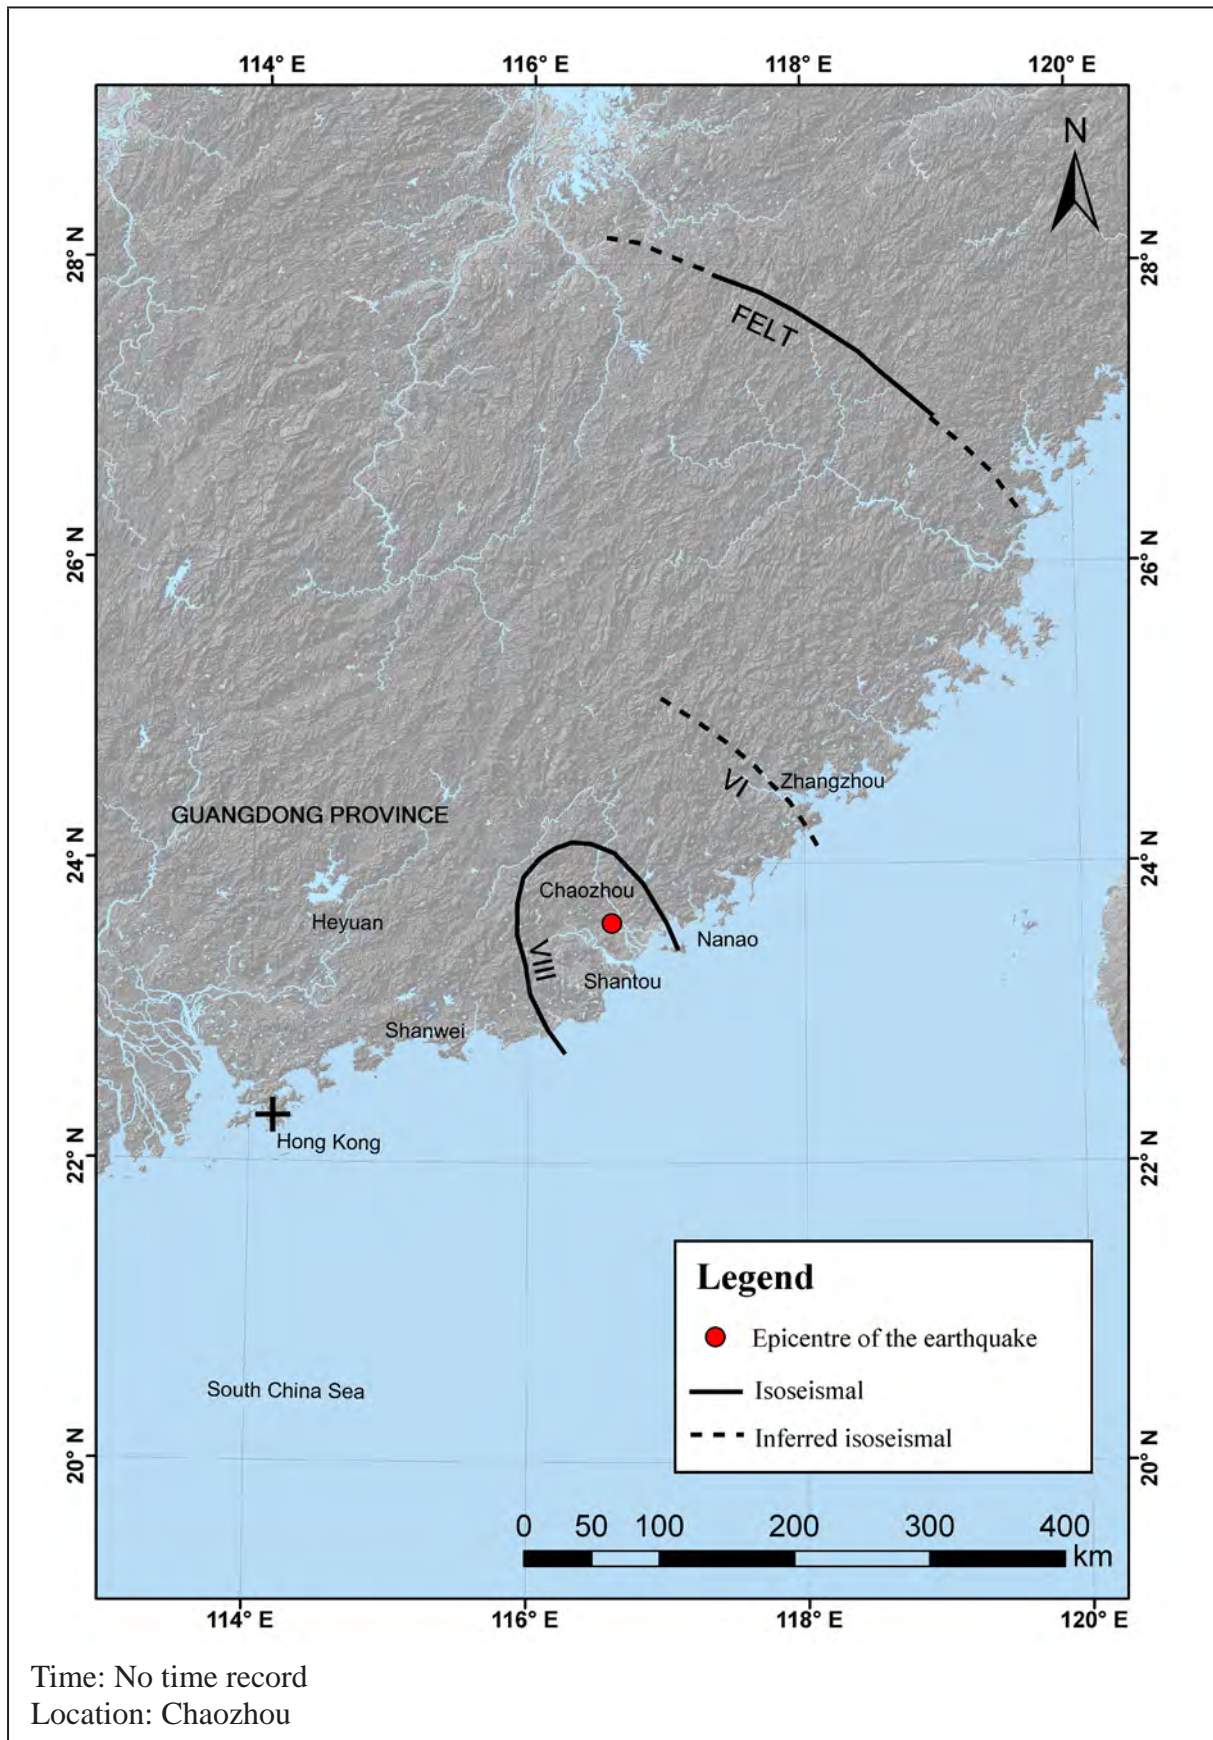 114° E 116° E 118° E 120° E
N
28° N 28° N
FELT
26° N 26° N
VI
Zhangzhou
GUANGDONG PROVINCE
24° N 24° N
Chaozhou
Heyuan
Nanao
VIII
Shantou
Shanwei
Hong Kong
22° N 22° N
Legend
Epicentre of the earthquake
South China Sea
Isoseismal
Inferred isoseismal
20° N 20° N
0 50 100 200 300 400
km
114° E 116° E 118° E 120° E
Time: No time record
Location: Chaozhou